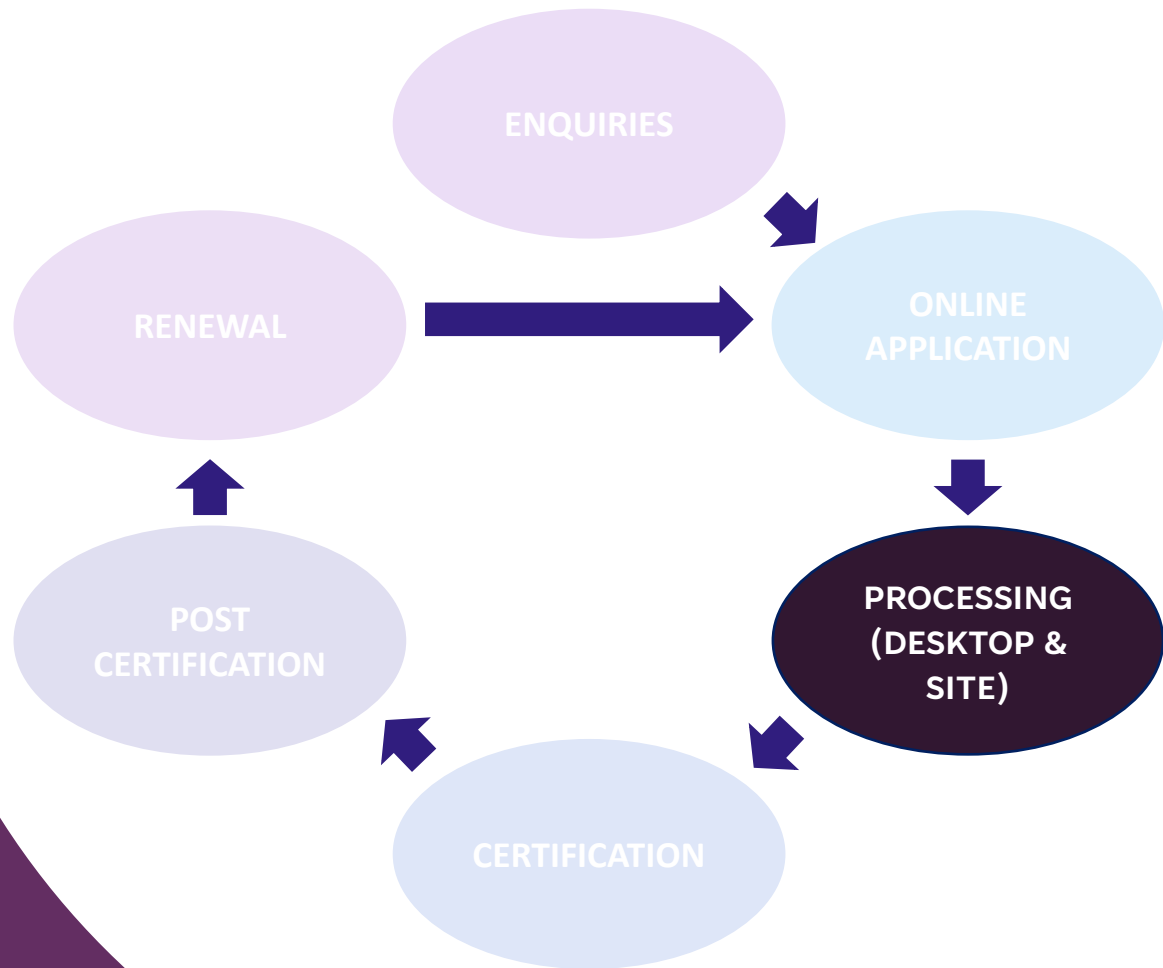 ENQUIRIES
ONLINE
APPLICATION
PROCESSING
(DESKTOP &
SITE)
CERTIFICATION
POST
CERTIFICATION
RENEWAL